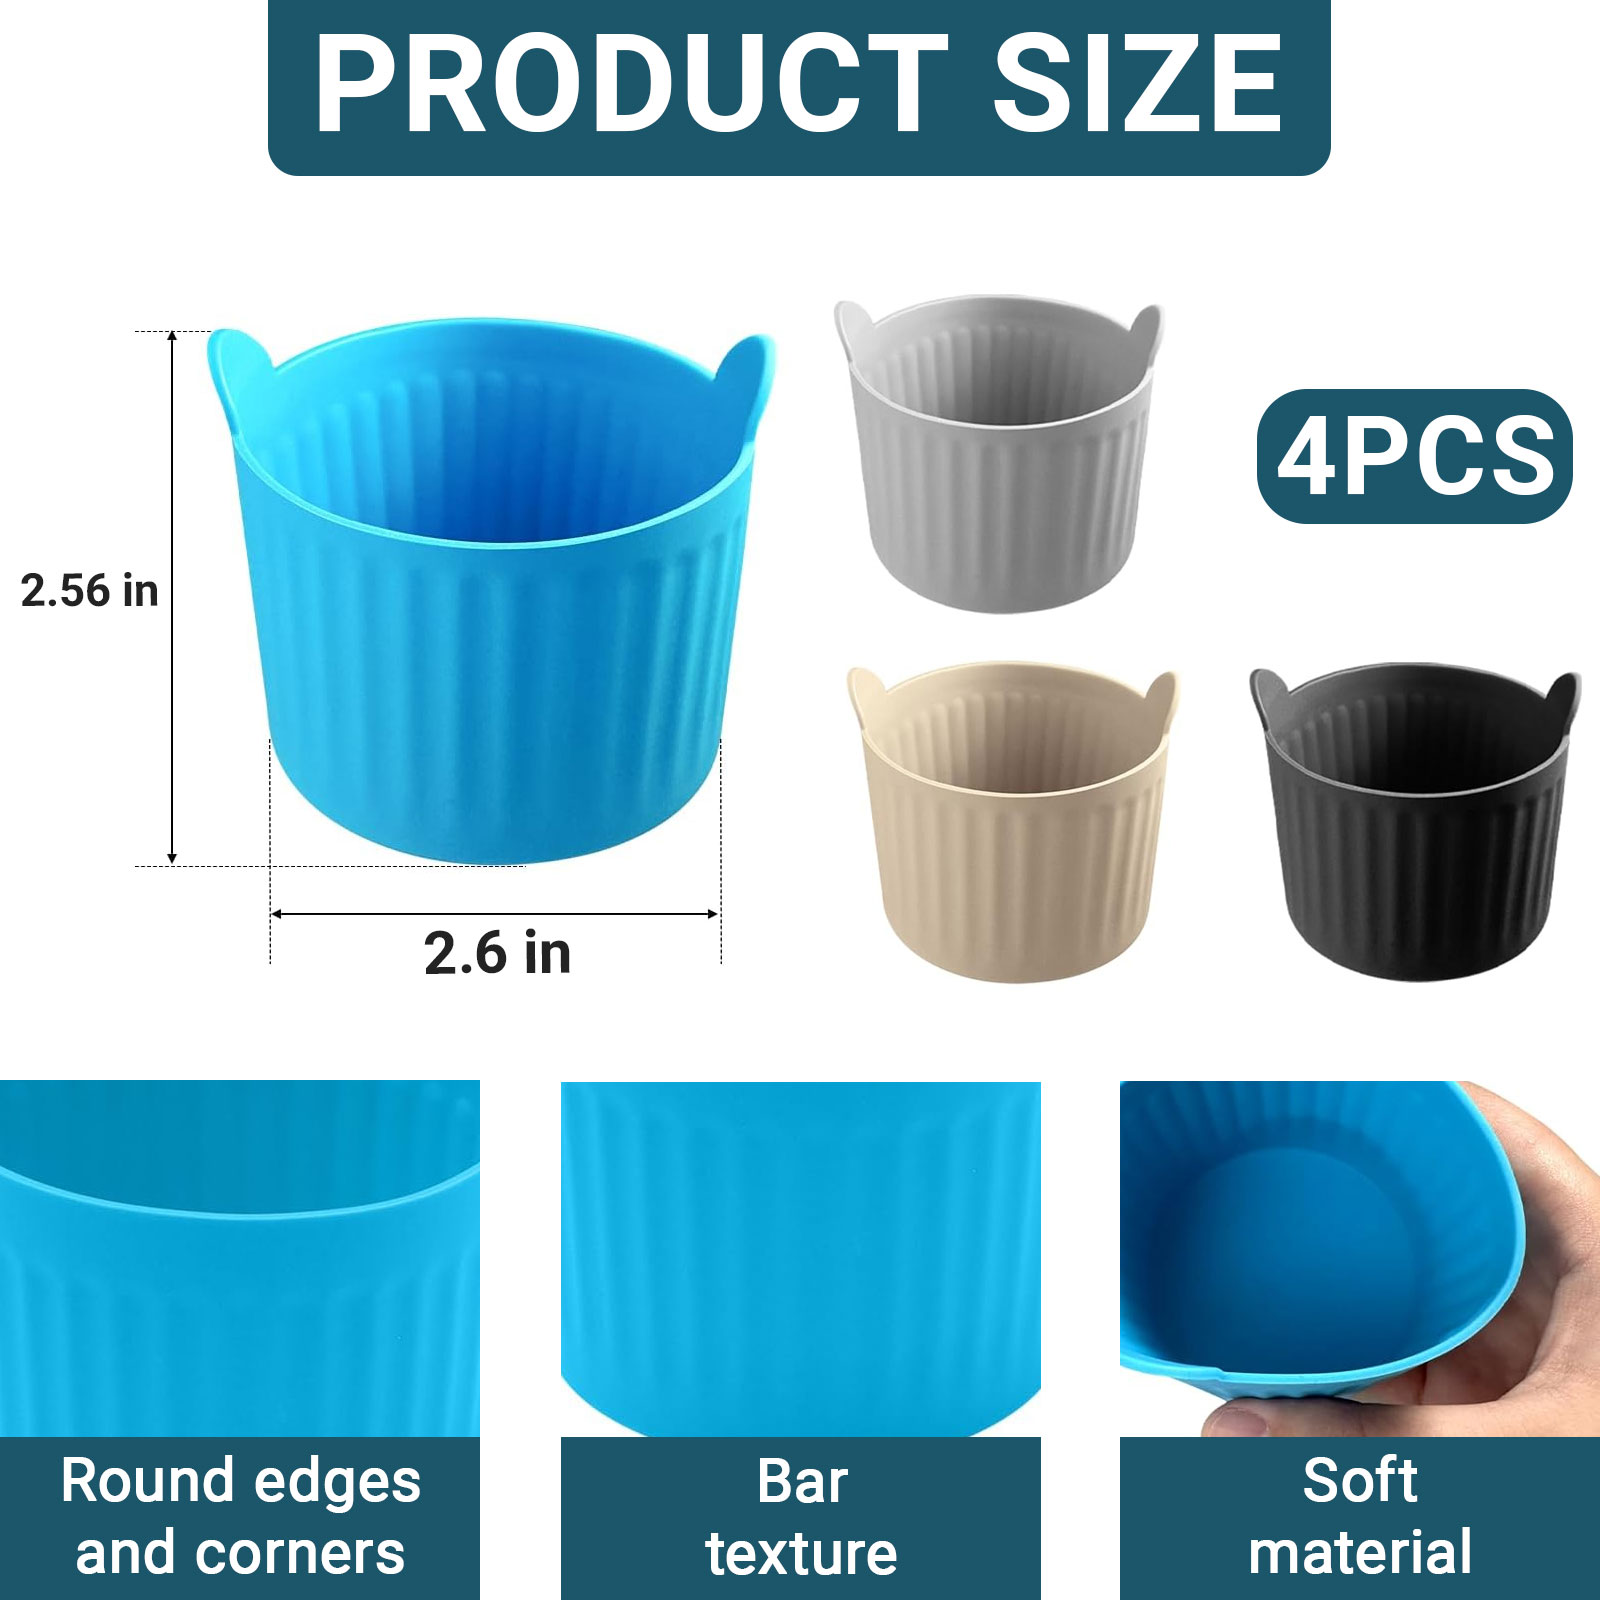 PRODUCT SIZE
4PCS
2.56 in
2.6 in
Round edges
and corners
Bar
texture
Soft
material